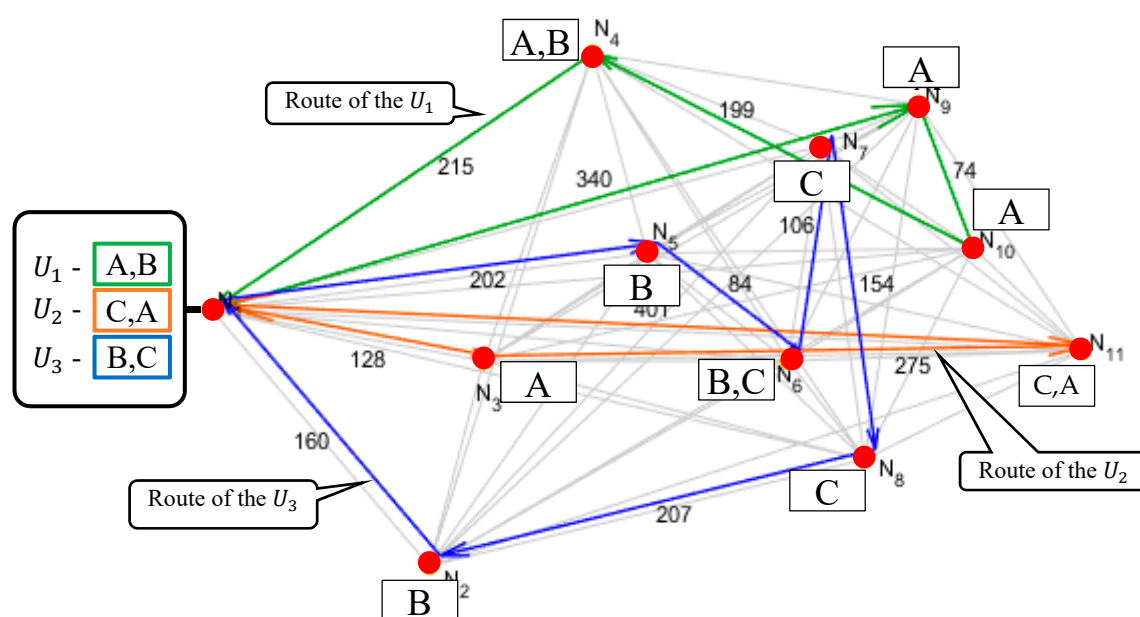 N4
A,B
A
Route of the U1
199
N9
N7
215
340
74
C
A
N5
106
N10
U1 - A,B
202
B
84
154
U2 - C,A
401
U3 - B,C
128
275
N11
N3
A
B,C
N6
C,A
160
Route of the U2
Route of the U3
C
N8
207
N2
B